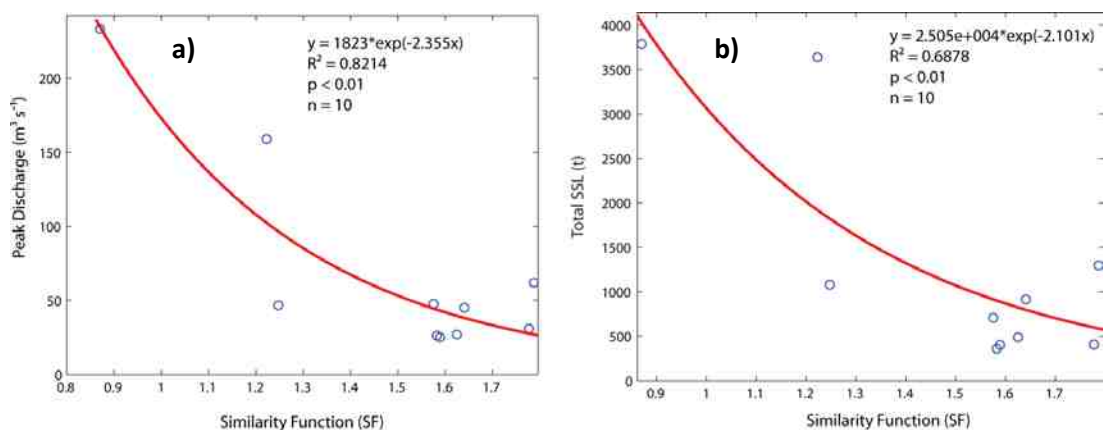 a)
y = 1823*exp(-2.355x)
R² = 0.8214
p < 0.01
n = 10
Peak Discharge (m³ s⁻¹)
200
150
100
50
0
0.8 0.9 1 1.1 1.2 1.3 1.4 1.5 1.6 1.7
Similarity Function (SF)
b)
y = 2.505e+004*exp(-2.101x)
R² = 0.6878
p < 0.01
n = 10
Total SSL (t)
4000
3500
3000
2500
2000
1500
1000
500
0
0.9 1 1.1 1.2 1.3 1.4 1.5 1.6 1.7
Similarity Function (SF)